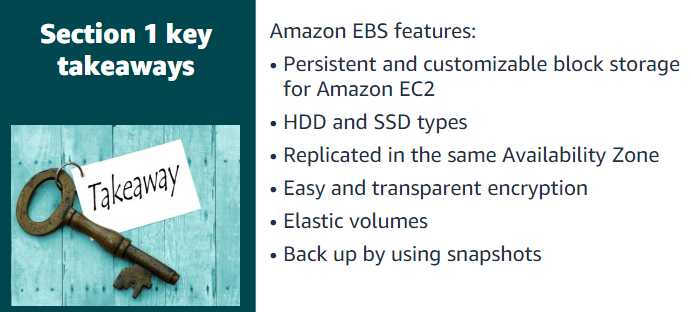 Section 1 key
takeaways
Takeaway
Amazon EBS features:
• Persistent and customizable block storage
for Amazon EC2
• HDD and SSD types
• Replicated in the same Availability Zone
• Easy and transparent encryption
• Elastic volumes
• Back up by using snapshots